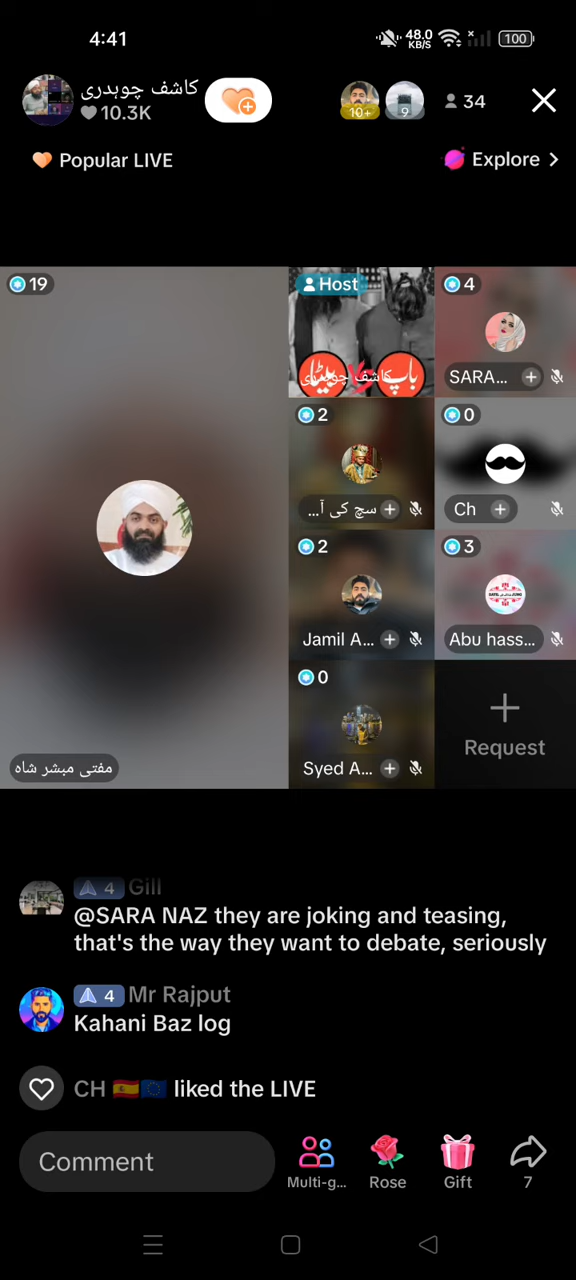 4:41
48.0
KB/S
100
کاشف چوہدری
10.3K
10+
9
34
Popular LIVE
Explore
19
Host
4
باپ
بیٹا
کاشف چوہدری
SARA...
2
0
سچ کی آ...
Ch
2
3
Jamil A...
Abu hass...
0
Syed A...
Request
مفتی مبشر شاہ
4 Gill
@SARA NAZ they are joking and teasing,
that's the way they want to debate, seriously
4 Mr Rajput
Kahani Baz log
CH liked the LIVE
Comment
Multi-g...
Rose
Gift
7